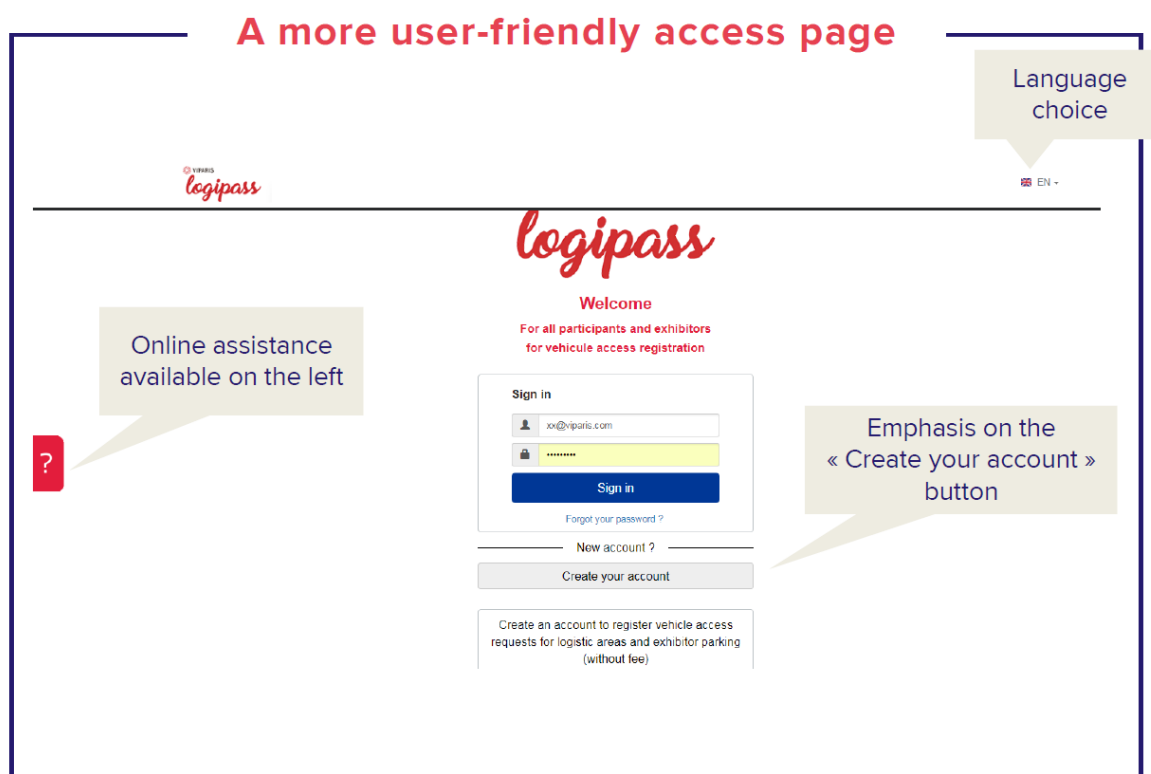 A more user-friendly access page
Language
choice
VIPARIS
logipass
EN
logipass
Welcome
For all participants and exhibitors
for vehicule access registration
Online assistance
available on the left
?
Sign in
xx@viparis.com
•••••••••
Sign in
Forgot your password ?
Emphasis on the
« Create your account »
button
New account ?
Create your account
Create an account to register vehicle access
requests for logistic areas and exhibitor parking
(without fee)